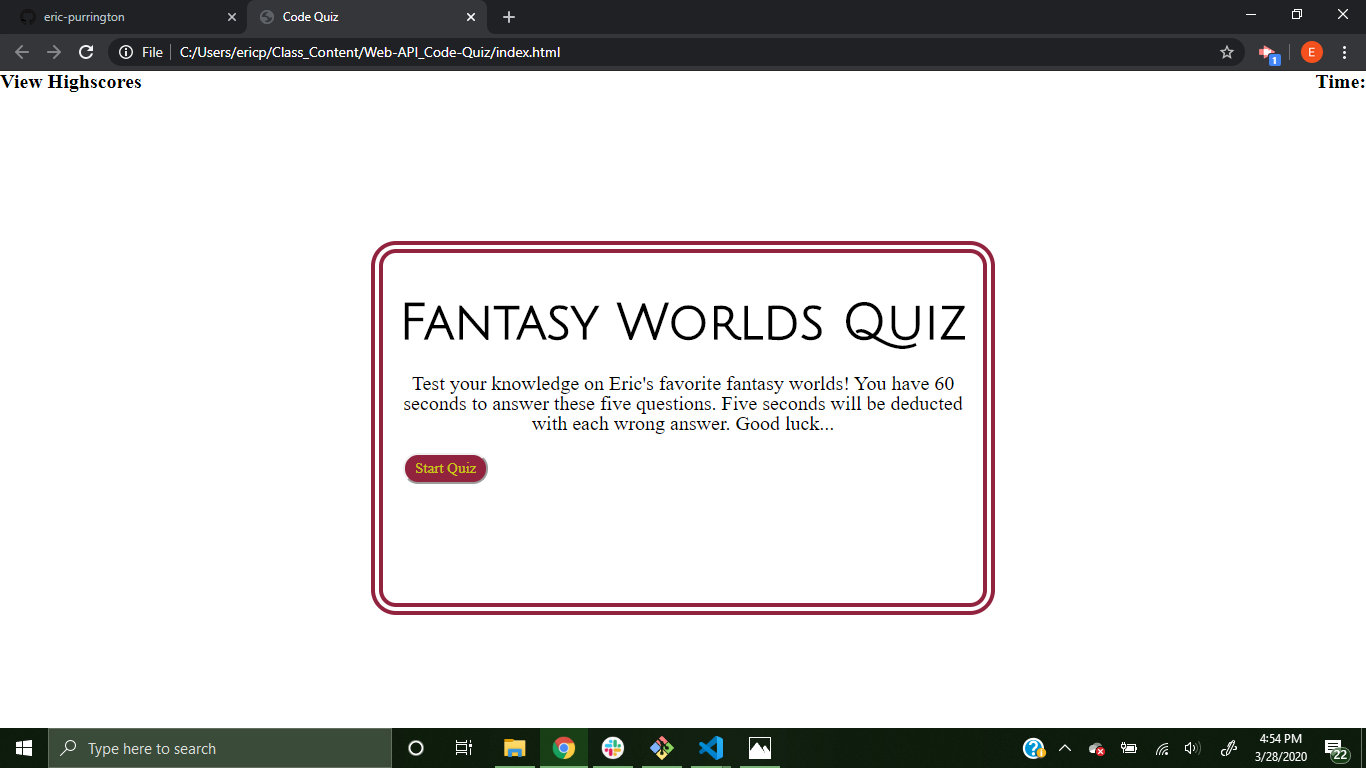 eric-purrington
Code Quiz
File
C:/Users/ericp/Class_Content/Web-API_Code-Quiz/index.html
1
E
View Highscores
Time:
Fantasy Worlds Quiz
Test your knowledge on Eric's favorite fantasy worlds! You have 60
seconds to answer these five questions. Five seconds will be deducted
with each wrong answer. Good luck...
Start Quiz
Type here to search
4:54 PM
3/28/2020
22